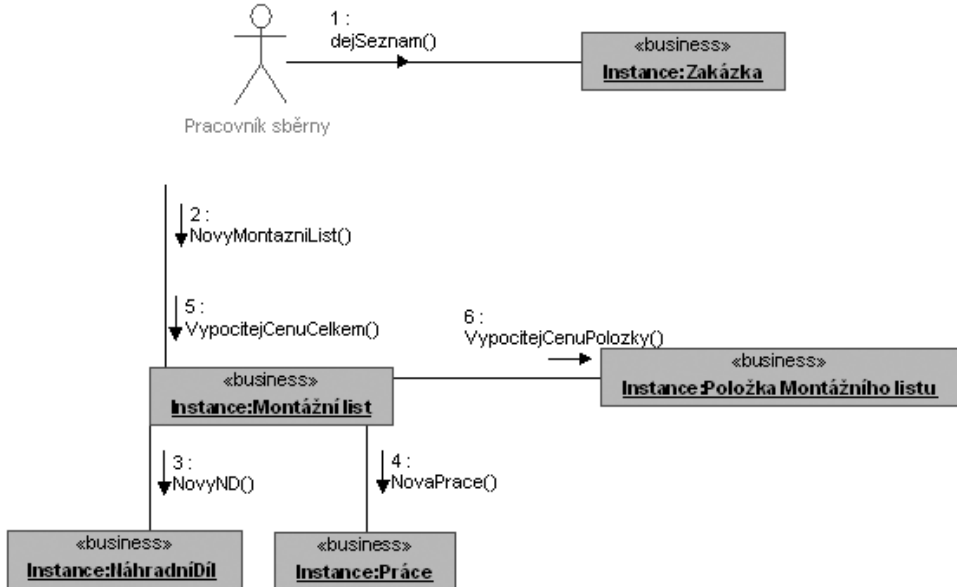 1 :
dejSeznam()
«business»
Instance:Zakázka
Pracovník sběrny
2 :
NovyMontazniList()
5 :
VypocitejCenuCelkem()
6 :
VypocitejCenuPolozky()
«business»
Instance:Montážní list
«business»
Instance:Položka Montážního listu
3 :
NovyND()
4 :
NovaPrace()
«business»
Instance:NáhradníDíl
«business»
Instance:Práce